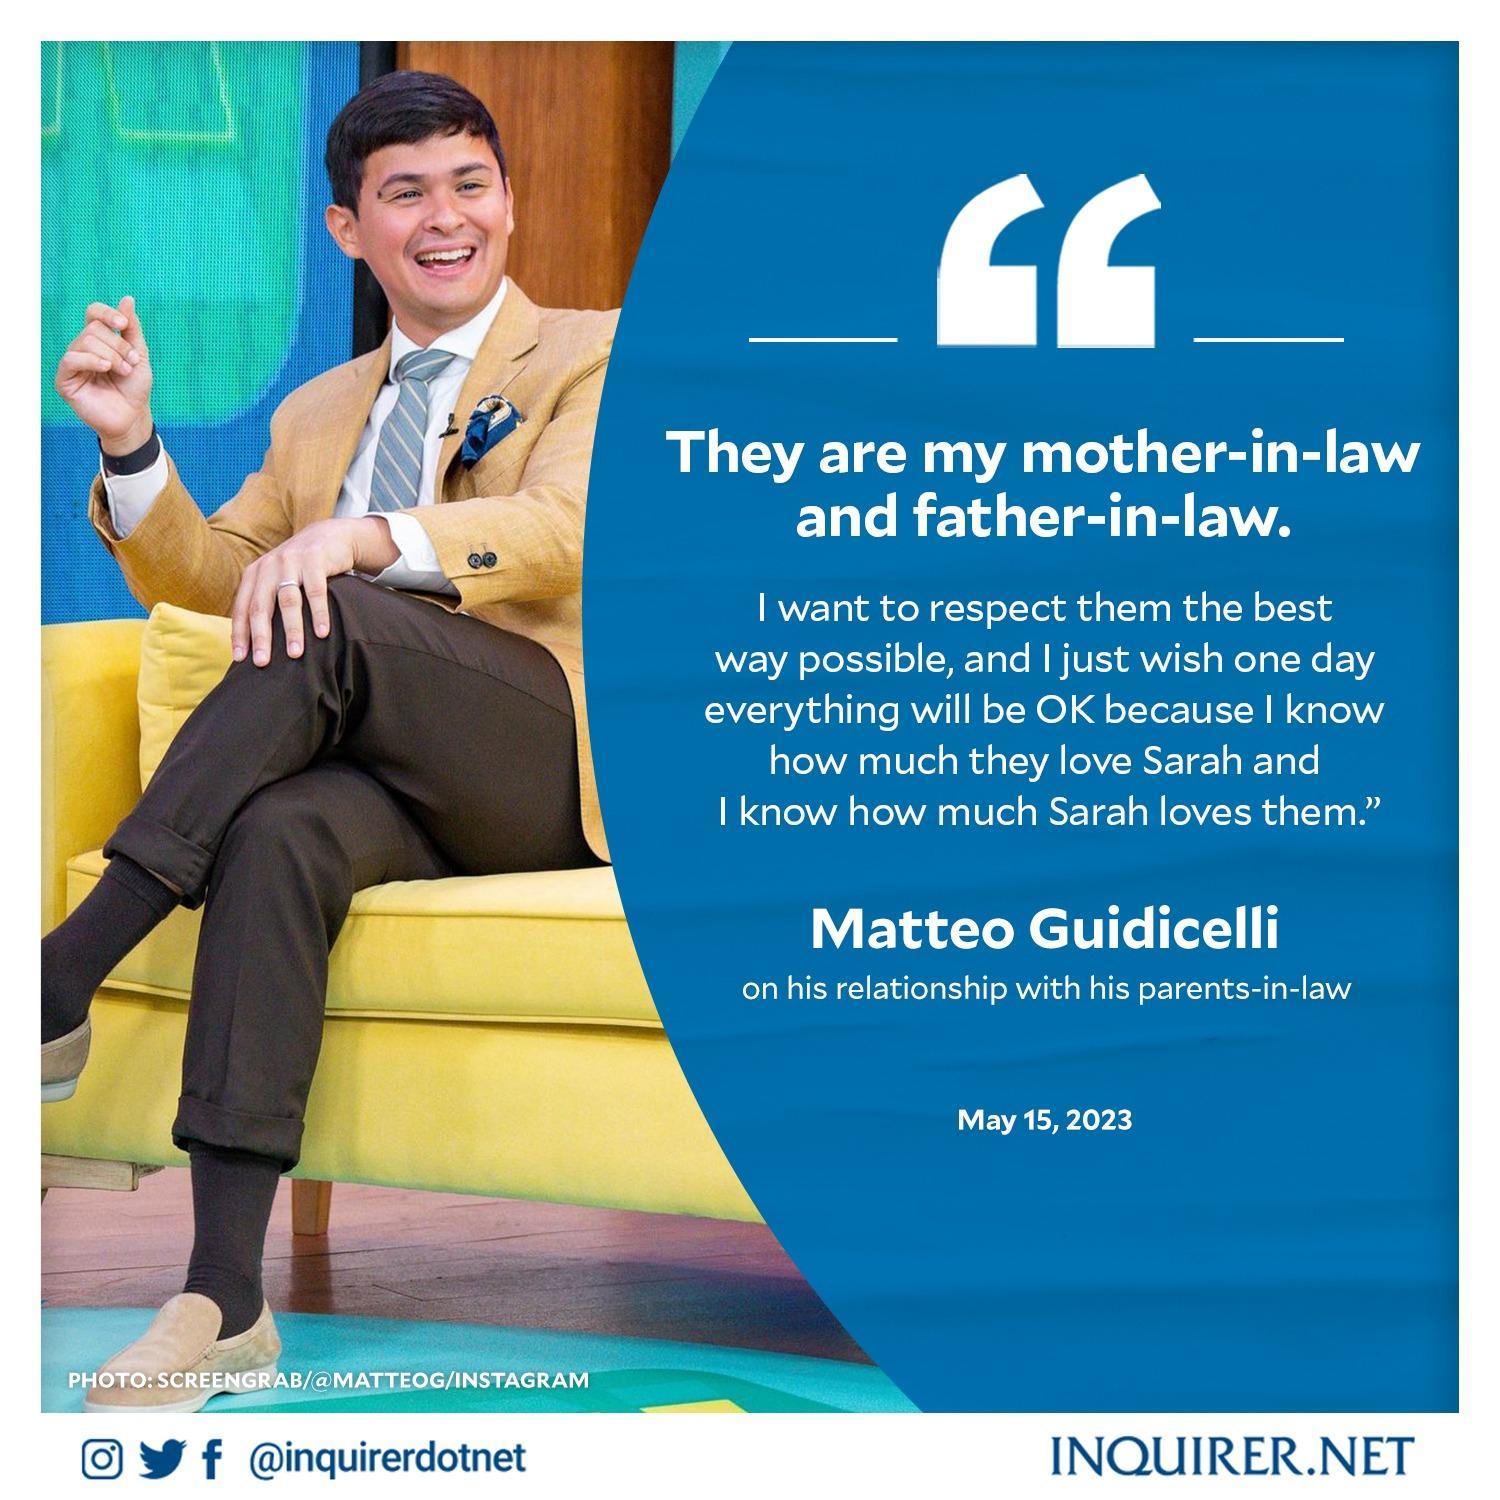 “
They are my mother-in-law
and father-in-law.
I want to respect them the best
way possible, and I just wish one day
everything will be OK because I know
how much they love Sarah and
I know how much Sarah loves them.”
Matteo Guidicelli
on his relationship with his parents-in-law
May 15, 2023
PHOTO: SCREENGRAB/@MATTEOG/INSTAGRAM
@inquirerdotnet
INQUIRER.NET